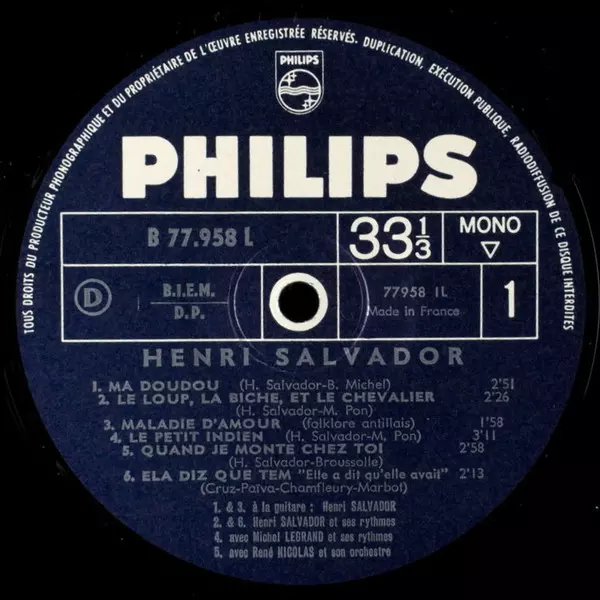 TOUS DROITS DU PRODUCTEUR PHONOGRAPHIQUE ET DU PROPRIÉTAIRE DE L'ŒUVRE ENREGISTRÉE RÉSERVÉS. DUPLICATION, EXÉCUTION PUBLIQUE, RADIODIFFUSION DE CE DISQUE INTERDITES
PHILIPS
PHILIPS
B 77.958 L
33 1/3
MONO
D
B.I.E.M.
D.P.
77958 1L
Made in France
1
HENRI SALVADOR
1. MA DOUDOU (H. Salvador-B. Michel) 2'51
2. LE LOUP, LA BICHE, ET LE CHEVALIER 2'26
(H. Salvador-M. Pon)
3. MALADIE D'AMOUR (folklore antillais) 1'58
4. LE PETIT INDIEN (H. Salvador-M. Pon) 3'11
5. QUAND JE MONTE CHEZ TOI 2'58
(H. Salvador-Broussolle)
6. ELA DIZ QUE TEM "Elle a dit qu'elle avait" 2'13
(Cruz-Païva-Chamfleury-Marbot)
1. & 3. à la guitare : Henri SALVADOR
2. & 6. Henri SALVADOR et ses rythmes
4. avec Michel LEGRAND et ses rythmes
5. avec René NICOLAS et son orchestre